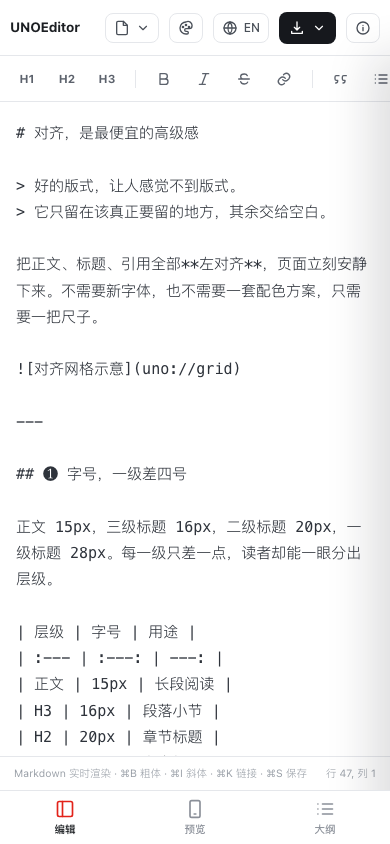 UNOEditor EN
H1 H2 H3 B I S
# 对齐，是最便宜的高级感
> 好的版式，让人感觉不到版式。
> 它只留在该真正要留的地方，其余交给空白。
把正文、标题、引用全部**左对齐**，页面立刻安静
下来。不需要新字体，也不需要一套配色方案，只需
要一把尺子。
![对齐网格示意](uno://grid)
---
## ❶ 字号，一级差四号
正文 15px，三级标题 16px，二级标题 20px，一
级标题 28px。每一级只差一点，读者却能一眼分出
层级。
| 层级 | 字号 | 用途 |
| :--- | :---: | ---: |
| 正文 | 15px | 长段阅读 |
| H3 | 16px | 段落小节 |
| H2 | 20px | 章节标题 |
Markdown 实时渲染 · ⌘B 粗体 · ⌘I 斜体 · ⌘K 链接 · ⌘S 保存 行 47, 列 1
编辑 预览 大纲